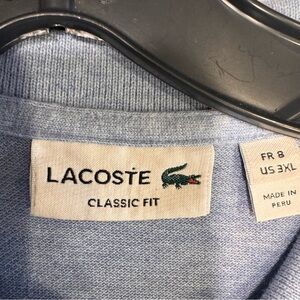 LACOSTE
CLASSIC FIT
FR 8
US 3XL
MADE IN
PERU